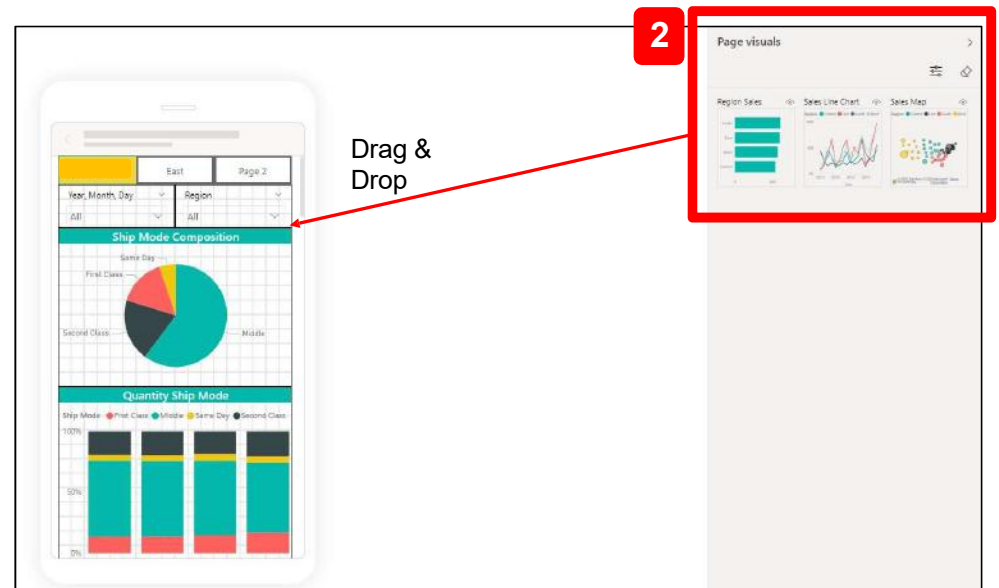 2
Page visuals
Region Sales
Sales Line Chart
Sales Map
Drag &
Drop
East
Page 2
Year, Month, Day
Region
All
All
Ship Mode Composition
Same Day
First Class
Second Class
Middle
Quantity Ship Mode
Ship Mode First Class Middle Same Day Second Class
100%
50%
0%